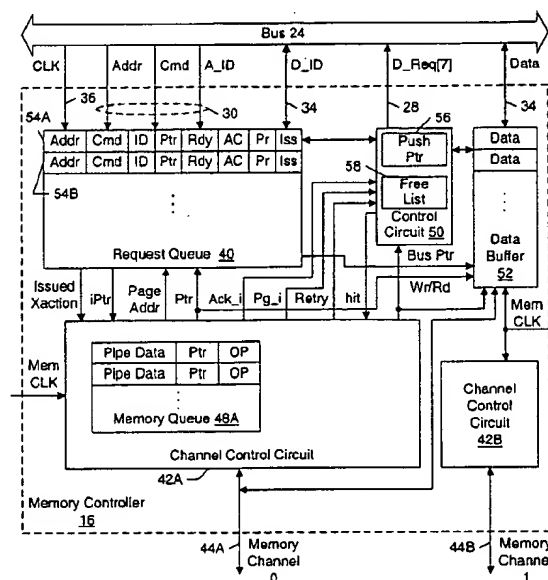 Bus 24
CLK Addr Cmd A_ID D_ID D_Req[7] Data
36 30 34 28 34
54A 56
Addr Cmd ID Ptr Rdy AC Pr Iss Push Ptr Data
Addr Cmd ID Ptr Rdy AC Pr Iss Data
58
54B Free List
Control Circuit 50
Request Queue 40 Bus Ptr Data Buffer 52
Issued Xaction iPtr Page Addr Ptr Ack_i Pg_i Retry hit Wr/Rd
Mem CLK
Pipe Data Ptr OP
Pipe Data Ptr OP
Mem CLK
Memory Queue 48A
Channel Control Circuit 42B
Channel Control Circuit
42A
Memory Controller
16
44A Memory Channel 0
44B Memory Channel 1